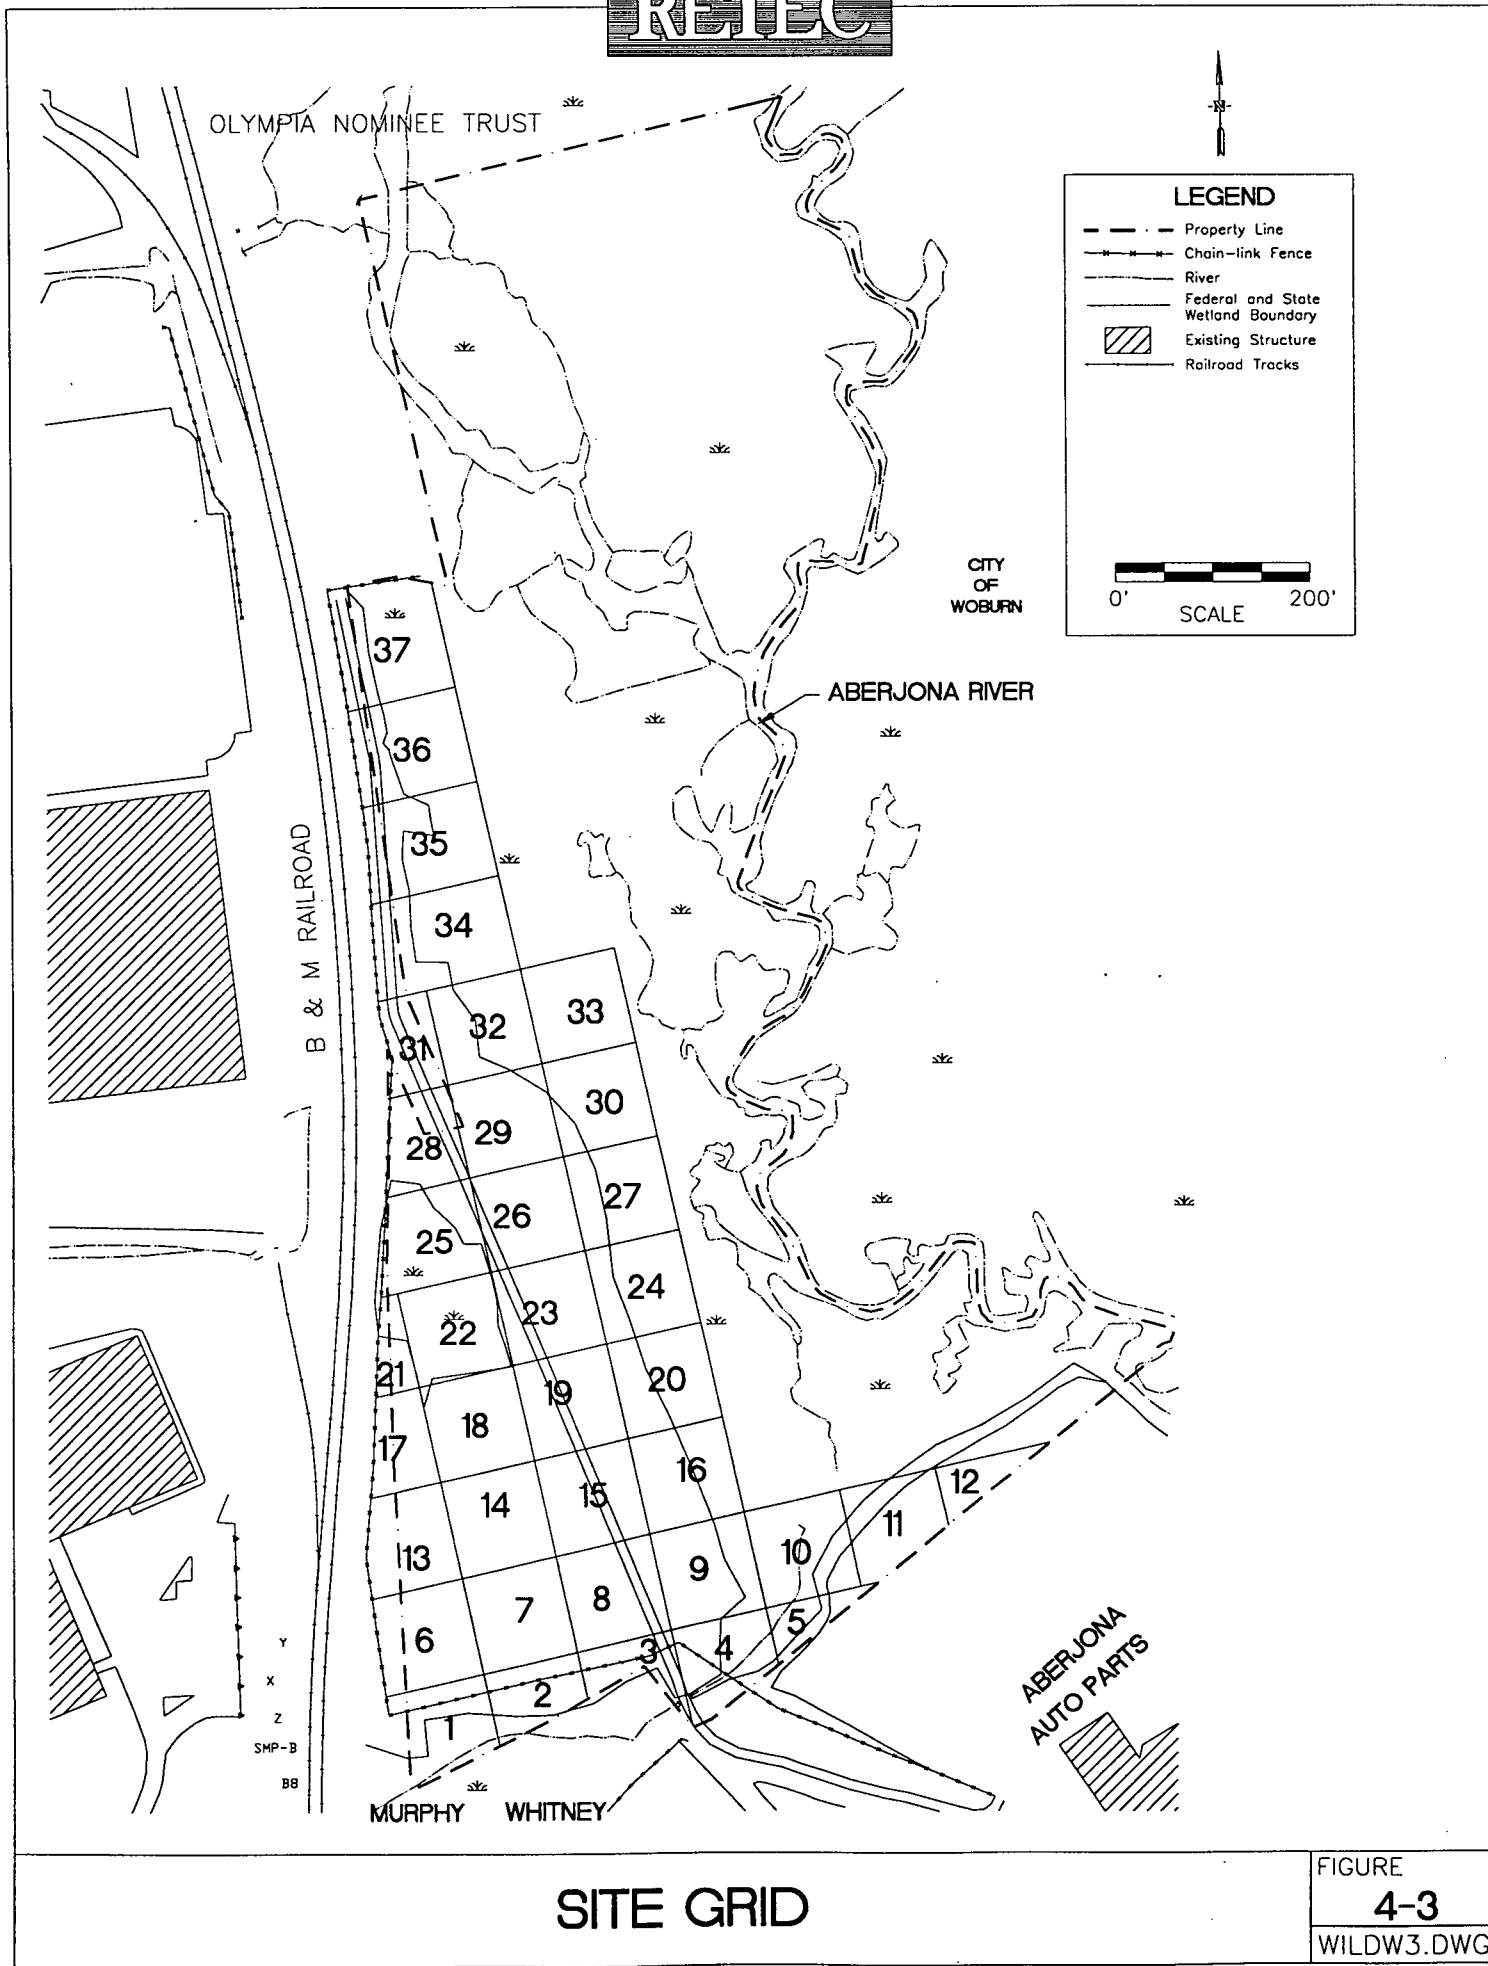 RETEC
OLYMPIA NOMINEE TRUST
N
LEGEND
Property Line
Chain-link Fence
River
Federal and State
Wetland Boundary
Existing Structure
Railroad Tracks
0' 200'
SCALE
CITY
OF
WOBURN
ABERJONA RIVER
B & M RAILROAD
37
36
35
34
33
32
31
30
29
28
27
26
25
24
23
22
21
20
19
18
17
16
15
14
13
12
11
10
9
8
7
6
5
4
3
2
1
Y
X
Z
SMP-B
B8
ABERJONA
AUTO PARTS
MURPHY WHITNEY
SITE GRID
FIGURE
4-3
WILDW3.DWG